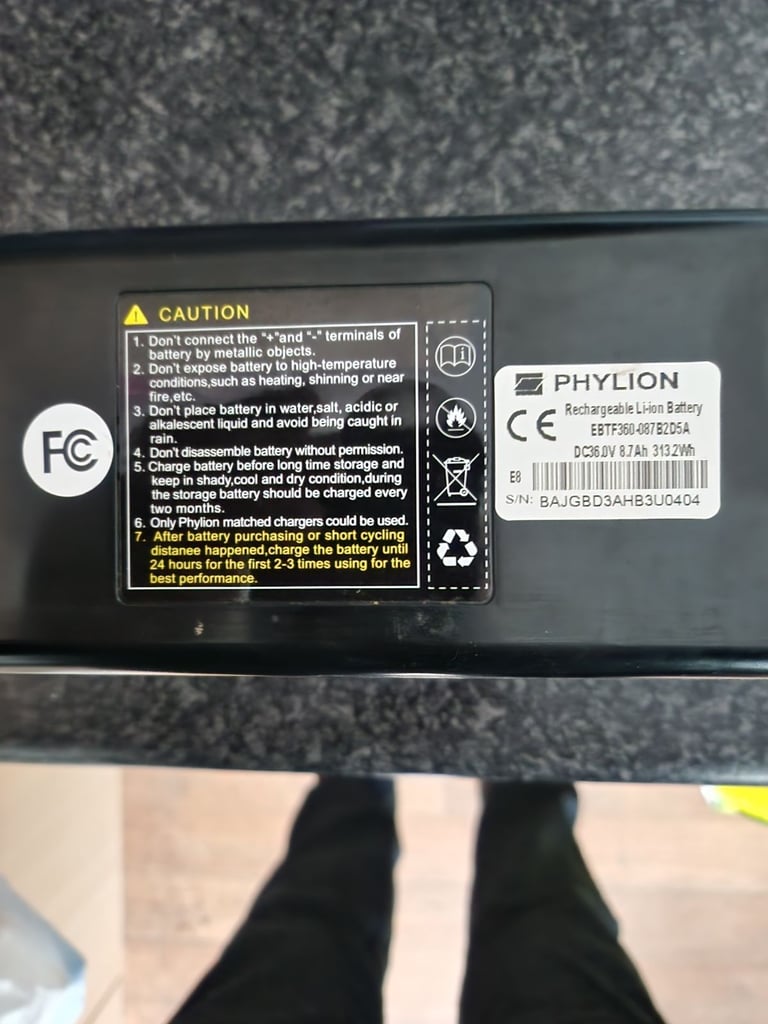 CAUTION
1. Don't connect the "+"and "-" terminals of
battery by metallic objects.
2. Don't expose battery to high-temperature
conditions,such as heating, shinning or near
fire,etc.
3. Don't place battery in water,salt, acidic or
alkalescent liquid and avoid being caught in
rain.
4. Don't disassemble battery without permission.
5. Charge battery before long time storage and
keep in shady,cool and dry condition,during
the storage battery should be charged every
two months.
6. Only Phylion matched chargers could be used.
7. After battery purchasing or short cycling
distanee happened,charge the battery until
24 hours for the first 2-3 times using for the
best performance.
FC
PHYLION
Rechargeable Li-ion Battery
CE
EBTF360-087B2D5A
DC36.0V 8.7Ah 313.2Wh
E8
S/N: BAJGBD3AHB3U0404